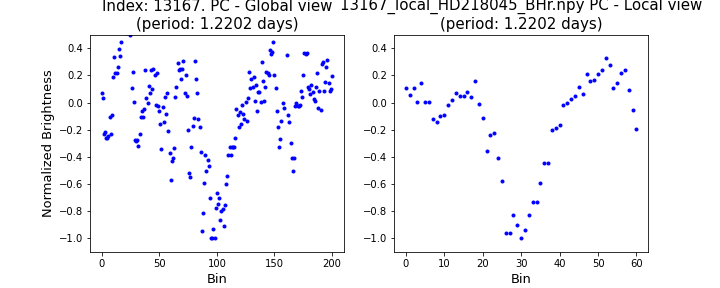 Index: 13167. PC - Global view
(period: 1.2202 days)
13167_local_HD218045_BHr.npy PC - Local view
(period: 1.2202 days)
Normalized Brightness
0.4
0.2
0.0
−0.2
−0.4
−0.6
−0.8
−1.0
0 50 100 150 200
Bin
0.4
0.2
0.0
−0.2
−0.4
−0.6
−0.8
−1.0
0 10 20 30 40 50 60
Bin